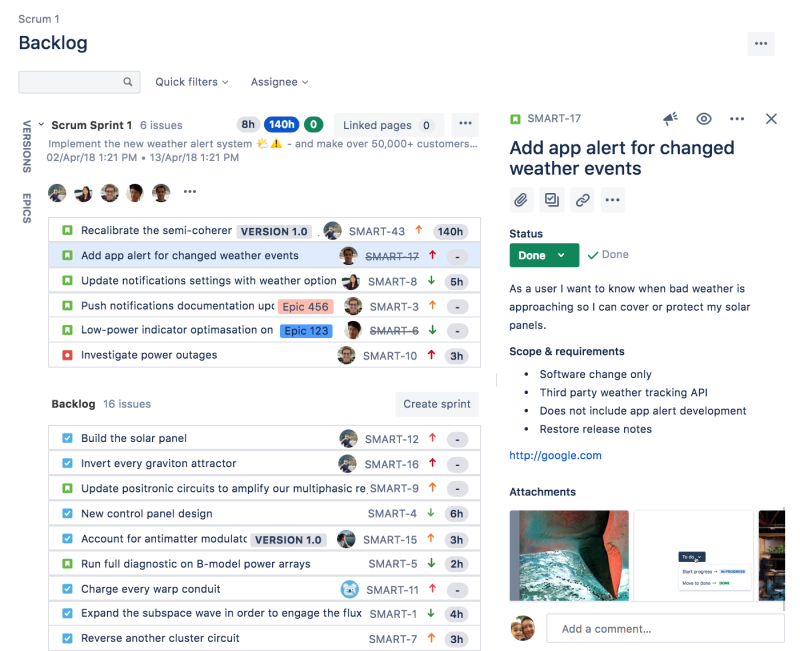 Scrum 1
Backlog
Quick filters
Assignee
VERSIONS
EPICS
Scrum Sprint 1 6 issues 8h 140h 0 Linked pages 0
Implement the new weather alert system - and make over 50,000+ customers...
02/Apr/18 1:21 PM • 13/Apr/18 1:21 PM
Recalibrate the semi-coherer VERSION 1.0 SMART-43 140h
Add app alert for changed weather events SMART-17 -
Update notifications settings with weather option SMART-8 5h
Push notifications documentation upc Epic 456 SMART-3 -
Low-power indicator optimasation on Epic 123 SMART-6 -
Investigate power outages SMART-10 3h
Backlog 16 issues Create sprint
Build the solar panel SMART-12 -
Invert every graviton attractor SMART-16 -
Update positronic circuits to amplify our multiphasic re SMART-9 -
New control panel design SMART-4 6h
Account for antimatter modulatc VERSION 1.0 SMART-15 3h
Run full diagnostic on B-model power arrays SMART-5 2h
Charge every warp conduit SMART-11 -
Expand the subspace wave in order to engage the flux SMART-1 4h
Reverse another cluster circuit SMART-7 3h
SMART-17
Add app alert for changed
weather events
Status
Done Done
As a user I want to know when bad weather is
approaching so I can cover or protect my solar
panels.
Scope & requirements
• Software change only
• Third party weather tracking API
• Does not include app alert development
• Restore release notes
http://google.com
Attachments
To do
Start progress → IN PROGRESS
Move to done → DONE
Add a comment...